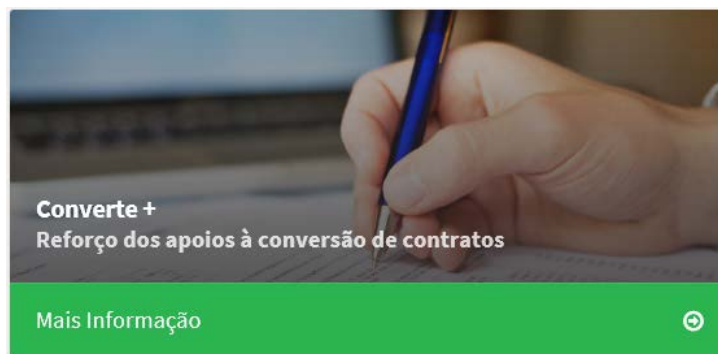 Converte +
Reforço dos apoios à conversão de contratos
Mais Informação